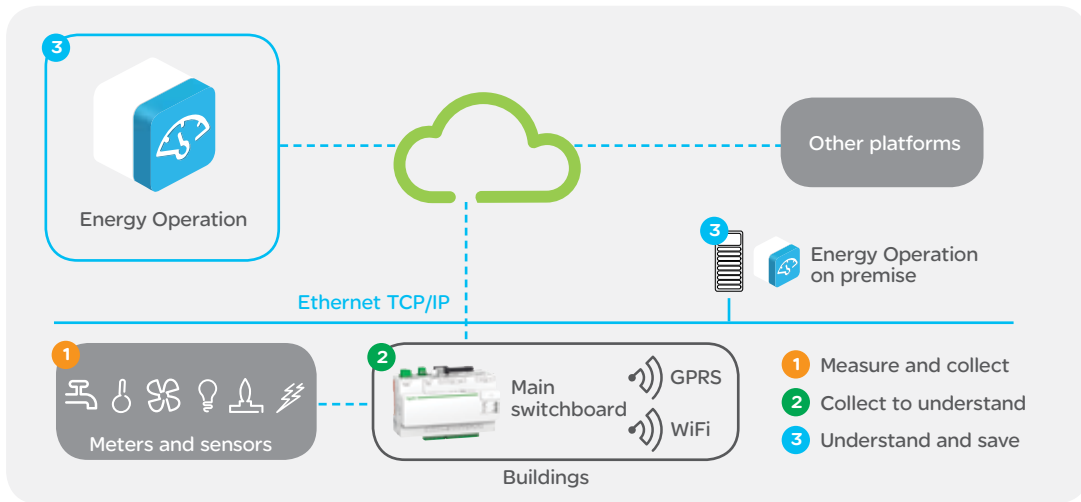 3
Energy Operation
Other platforms
3
Energy Operation
on premise
Ethernet TCP/IP
1
Meters and sensors
2
Main
switchboard
GPRS
WiFi
Buildings
1 Measure and collect
2 Collect to understand
3 Understand and save